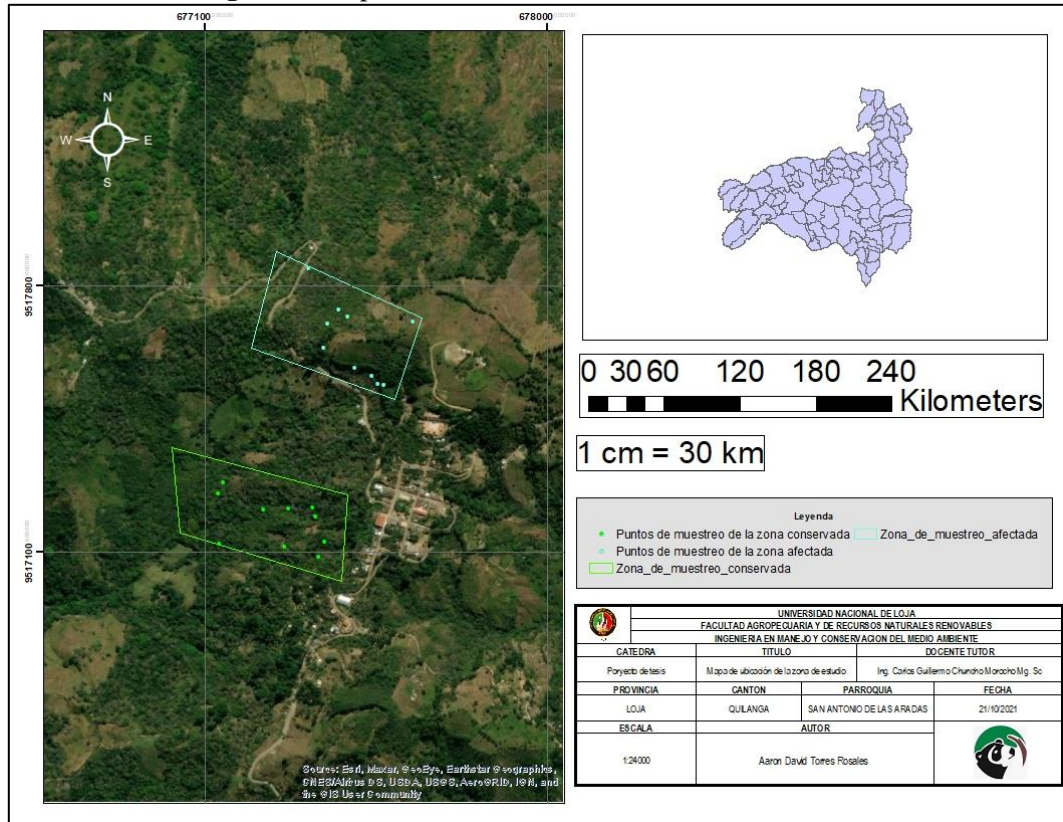 677100
678000
N
W
E
S
9517800
9517100
Source: Esri, Maxar, GeoEye, Earthstar Geographics,
CNES/Airbus DS, USDA, USGS, AeroGRID, IGN, and
the GIS User Community
0 30 60 120 180 240
Kilometers
1 cm = 30 km
Leyenda
Puntos de muestreo de la zona conservada
Zona_de_muestreo_afectada
Puntos de muestreo de la zona afectada
Zona_de_muestreo_conservada
UNIVERSIDAD NACIONAL DE LOJA
FACULTAD AGROPECUARIA Y DE RECURSOS NATURALES RENOVABLES
INGENIERIA EN MANEJO Y CONSERVACION DEL MEDIO AMBIENTE
CATEDRA
TITULO
DOCENTE TUTOR
Poryecto de tesis
Mapa de ubicación de la zona de estudio
Ing. Carlos Guillermo Chuncho Morocho Mg. Sc
PROVINCIA
CANTON
PARROQUIA
FECHA
LOJA
QUILANGA
SAN ANTONIO DE LAS ARADAS
21/10/2021
ESCALA
AUTOR
1:24000
Aaron David Torres Rosales